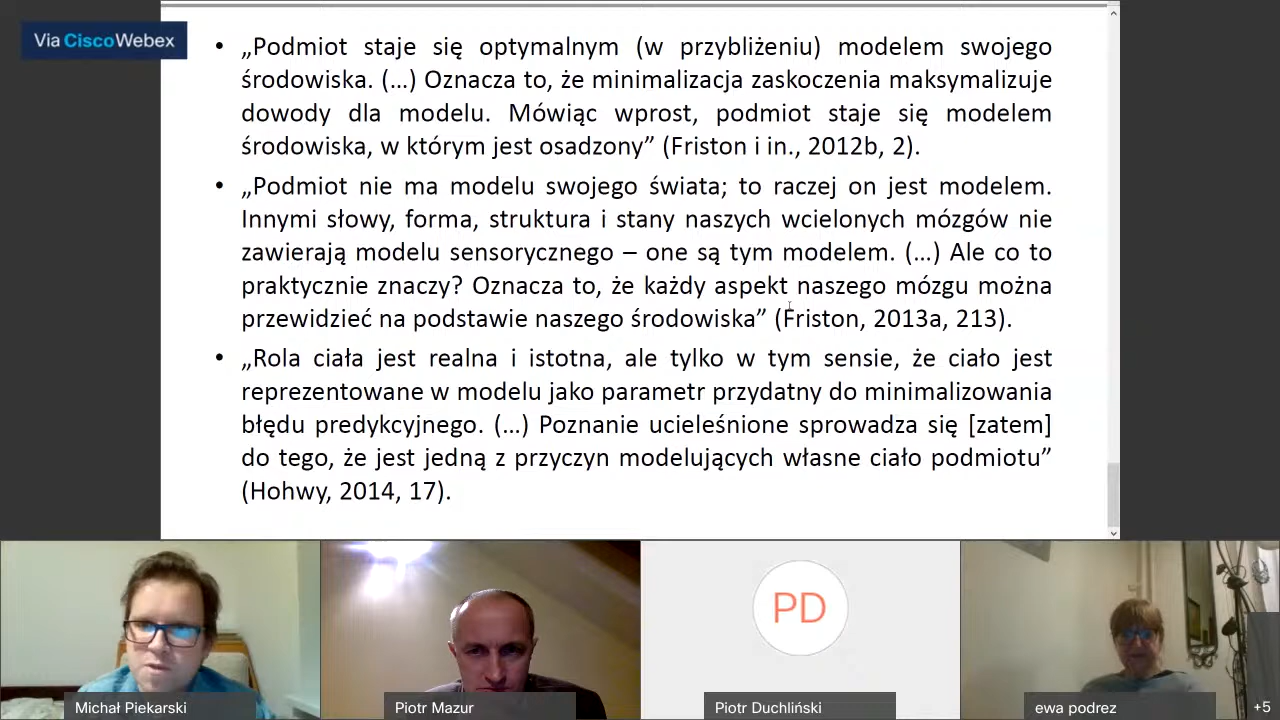 Via Cisco Webex
• „Podmiot staje się optymalnym (w przybliżeniu) modelem swojego
środowiska. (…) Oznacza to, że minimalizacja zaskoczenia maksymalizuje
dowody dla modelu. Mówiąc wprost, podmiot staje się modelem
środowiska, w którym jest osadzony” (Friston i in., 2012b, 2).
• „Podmiot nie ma modelu swojego świata; to raczej on jest modelem.
Innymi słowy, forma, struktura i stany naszych wcielonych mózgów nie
zawierają modelu sensorycznego – one są tym modelem. (…) Ale co to
praktycznie znaczy? Oznacza to, że każdy aspekt naszego mózgu można
przewidzieć na podstawie naszego środowiska” (Friston, 2013a, 213).
• „Rola ciała jest realna i istotna, ale tylko w tym sensie, że ciało jest
reprezentowane w modelu jako parametr przydatny do minimalizowania
błędu predykcyjnego. (…) Poznanie ucieleśnione sprowadza się [zatem]
do tego, że jest jedną z przyczyn modelujących własne ciało podmiotu”
(Hohwy, 2014, 17).
PD
Michał Piekarski
Piotr Mazur
Piotr Duchliński
ewa podrez
+5